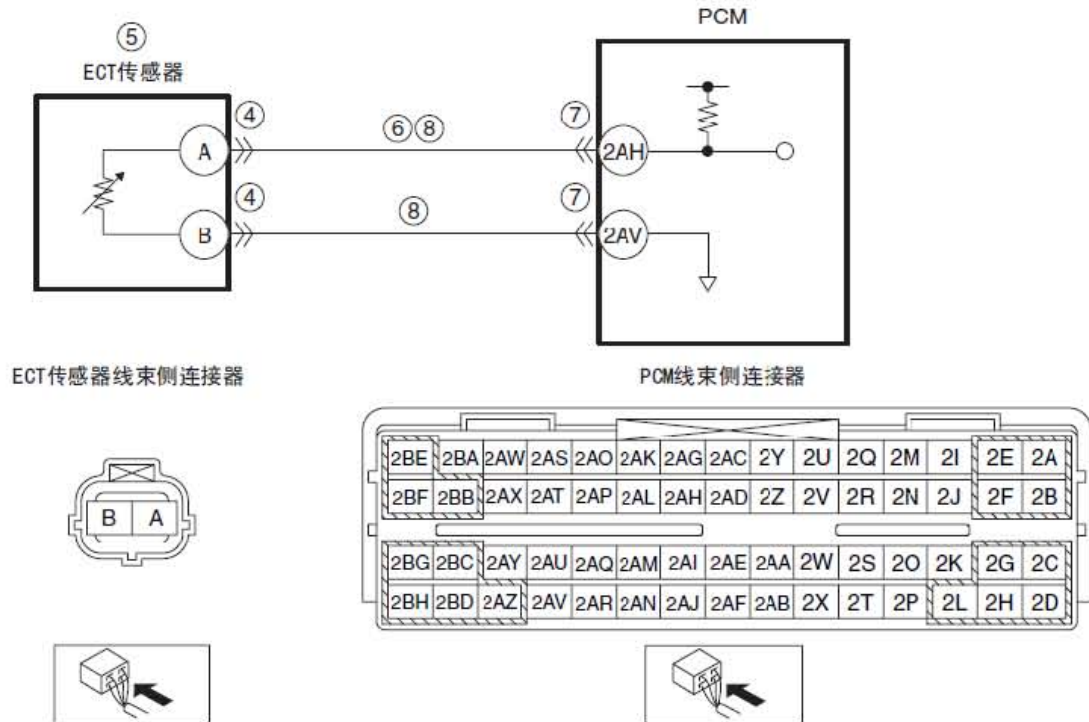 PCM
⑤
ECT传感器
④ ⑥⑧ ⑦
A 2AH
④ ⑧ ⑦
B 2AV
ECT传感器线束侧连接器
PCM线束侧连接器
2BE 2BA 2AW 2AS 2AO 2AK 2AG 2AC 2Y 2U 2Q 2M 2I 2E 2A
2BF 2BB 2AX 2AT 2AP 2AL 2AH 2AD 2Z 2V 2R 2N 2J 2F 2B
B A
2BG 2BC 2AY 2AU 2AQ 2AM 2AI 2AE 2AA 2W 2S 2O 2K 2G 2C
2BH 2BD 2AZ 2AV 2AR 2AN 2AJ 2AF 2AB 2X 2T 2P 2L 2H 2D